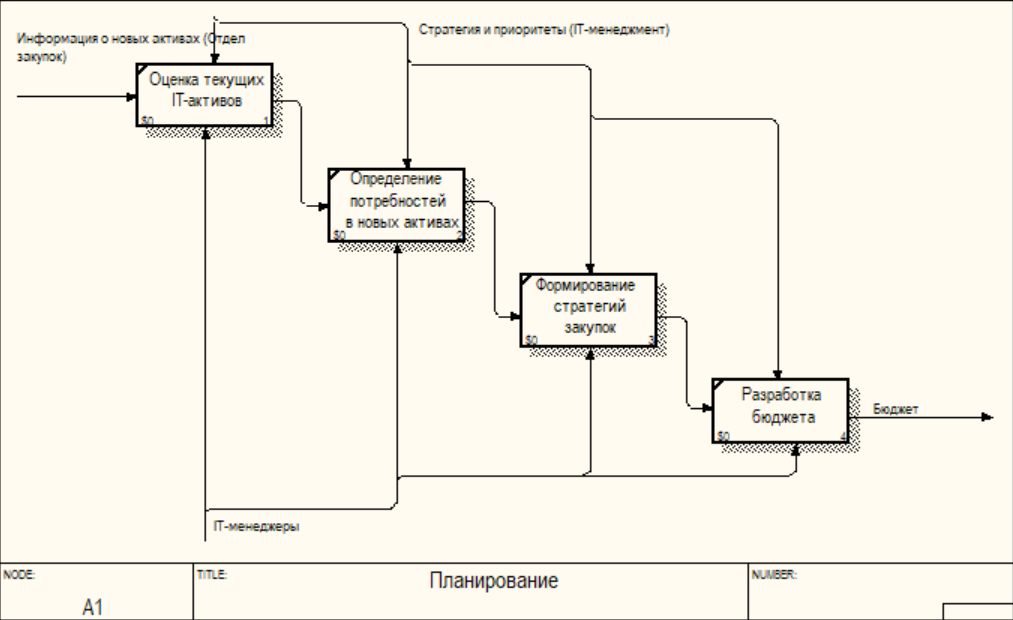 Стратегия и приоритеты (IT-менеджмент)
Информация о новых активах (Отдел
закупок)
Оценка текущих
IT-активов
$0
1
Определение
потребностей
в новых активах
$0
2
Формирование
стратегий
закупок
$0
3
Разработка
бюджета
$0
4
Бюджет
IT-менеджеры
NODE:
TITLE:
NUMBER:
Планирование
A1